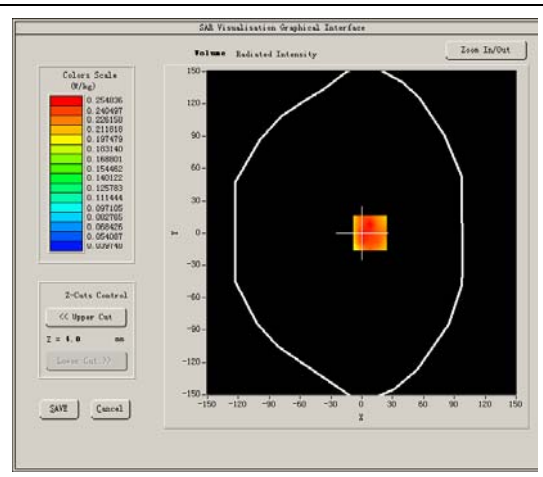 SAR Visualisation Graphical Interface
Volume Radiated Intensity
Zoom In/Out
Colors Scale
(W/kg)
0.254836
0.240497
0.226158
0.211818
0.197479
0.183140
0.168801
0.154462
0.140122
0.125783
0.111444
0.097105
0.082765
0.068426
0.054087
0.039748
Z-Cuts Control
<< Upper Cut
Z = 4.0 mm
Lower Cut >>
SAVE
Cancel
150
90
60
30
0
-30
-60
-90
-120
-150
Y
-150 -120 -90 -60 -30 0 30 60 90 120 150
X